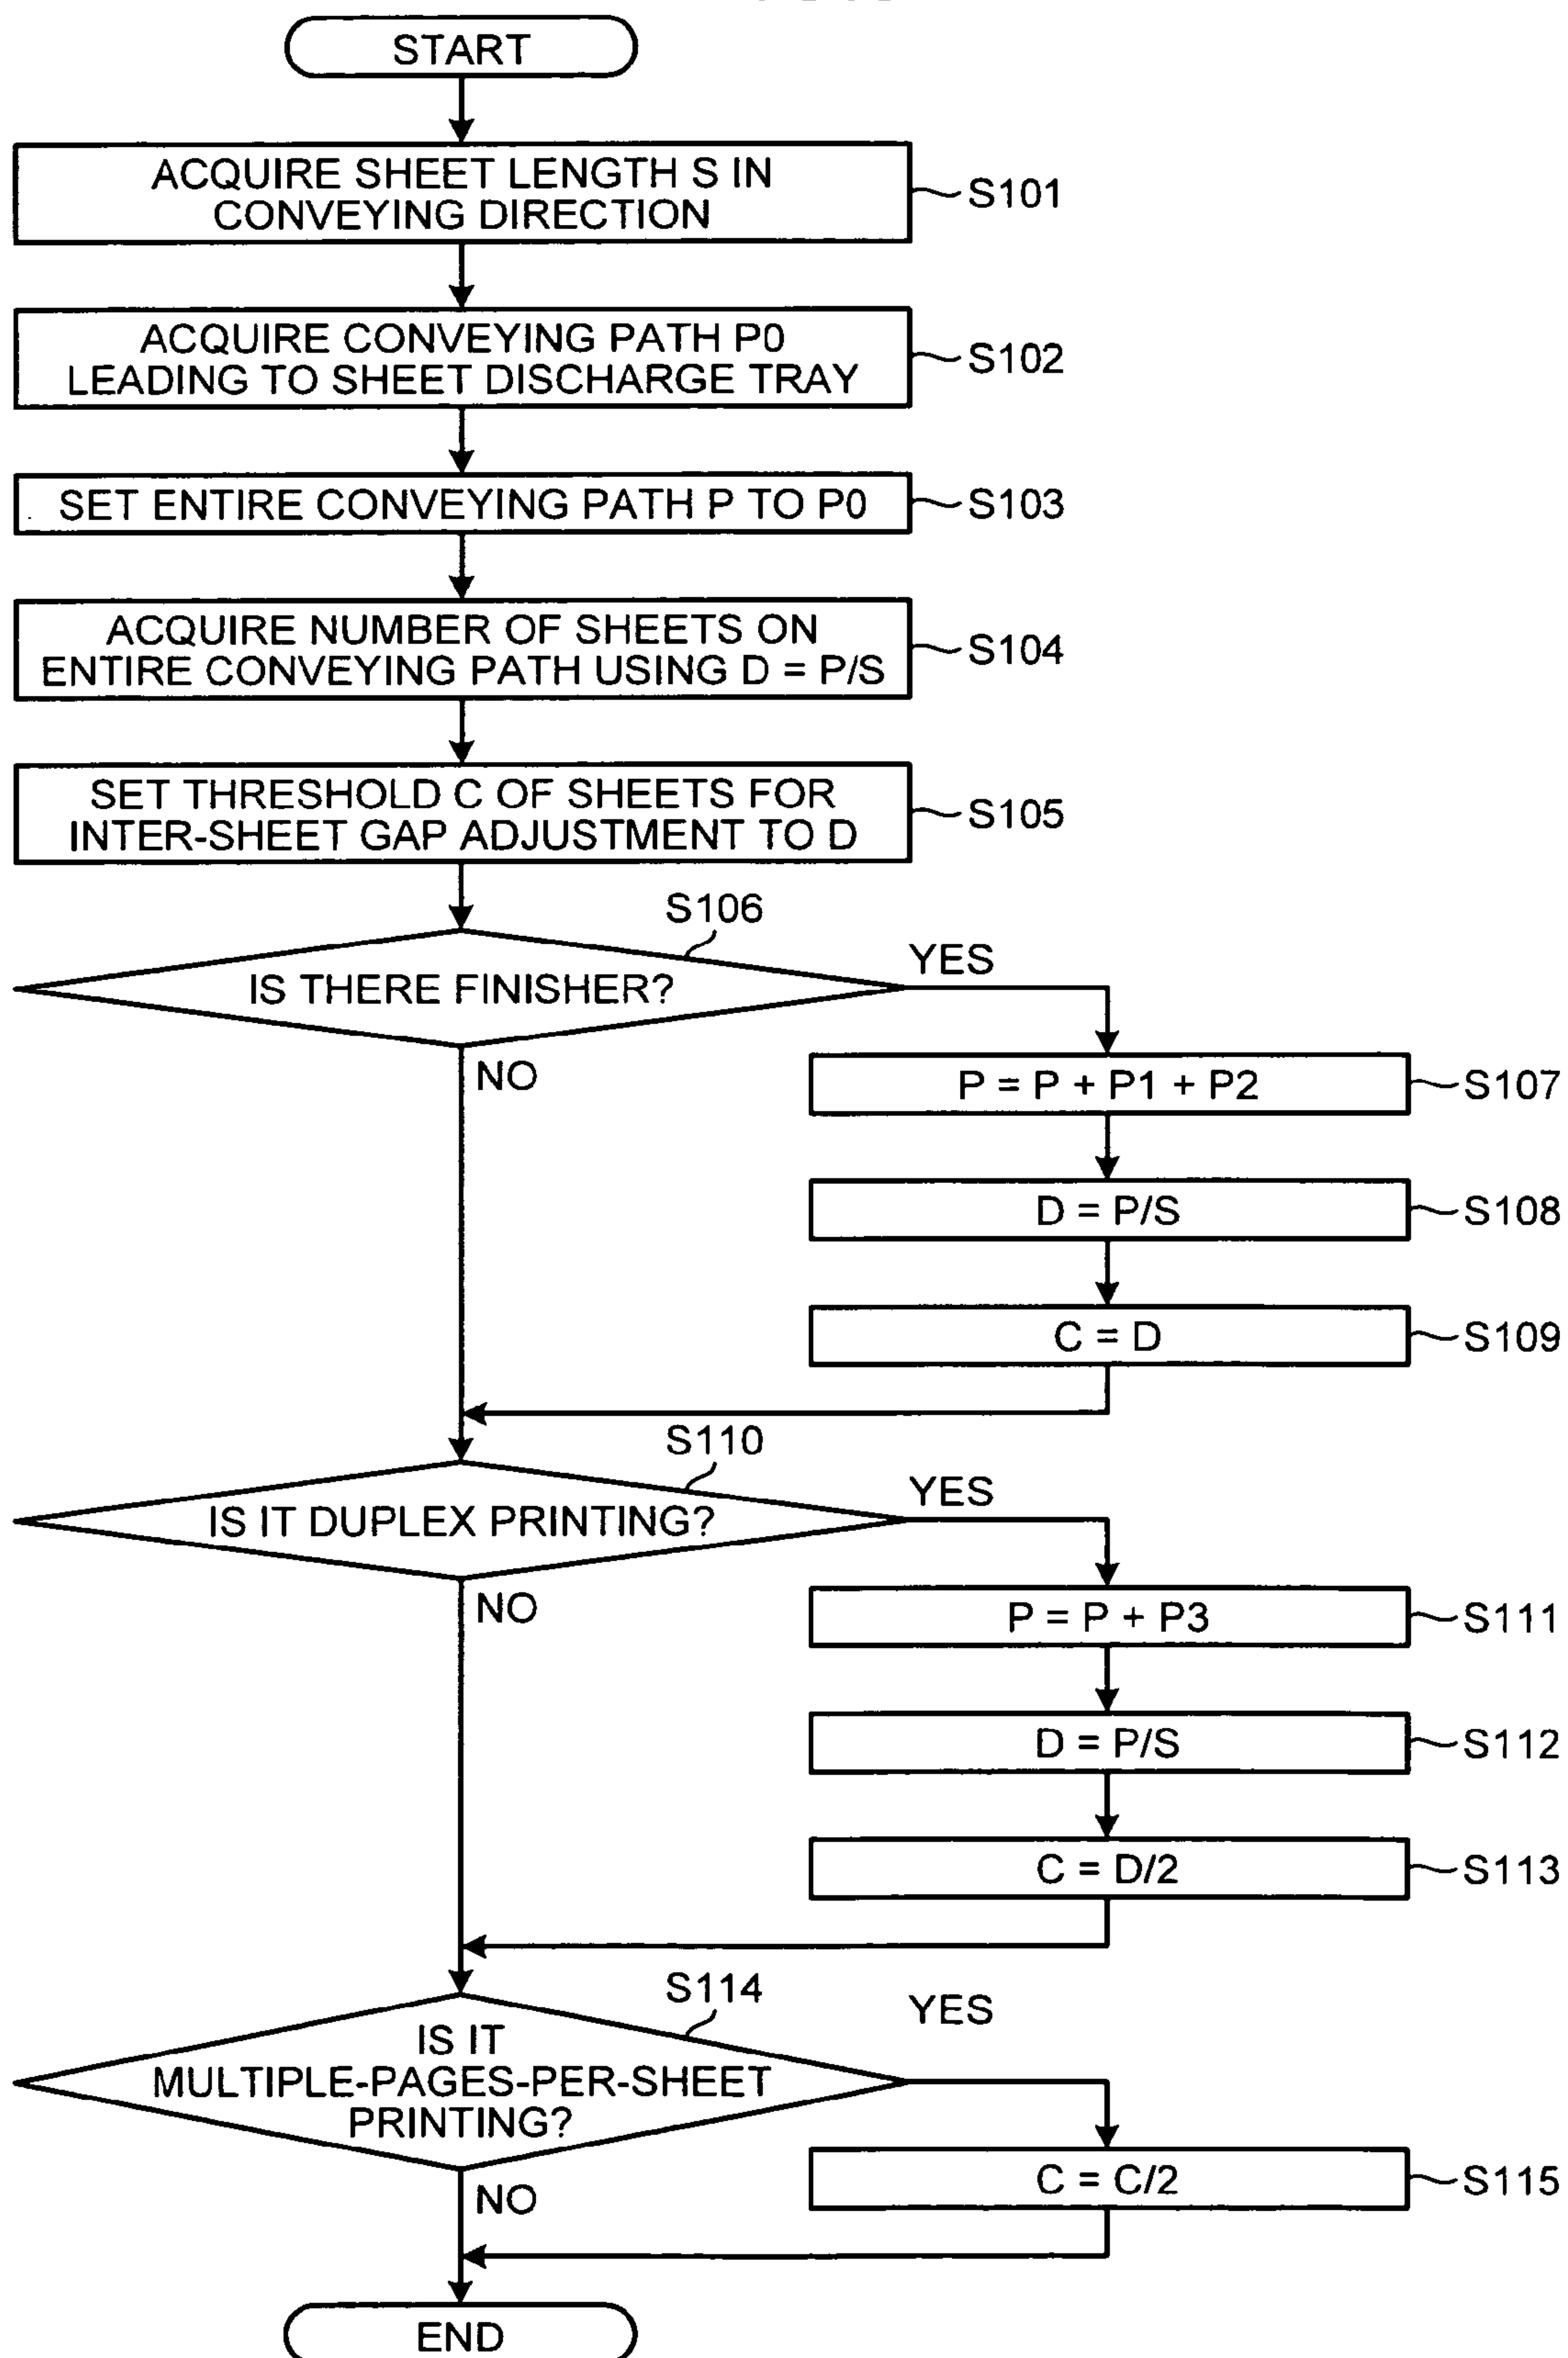 START
ACQUIRE SHEET LENGTH S IN
CONVEYING DIRECTION
S101
ACQUIRE CONVEYING PATH P0
LEADING TO SHEET DISCHARGE TRAY
S102
SET ENTIRE CONVEYING PATH P TO P0
S103
ACQUIRE NUMBER OF SHEETS ON
ENTIRE CONVEYING PATH USING D = P/S
S104
SET THRESHOLD C OF SHEETS FOR
INTER-SHEET GAP ADJUSTMENT TO D
S105
S106
IS THERE FINISHER?
YES
NO
P = P + P1 + P2
S107
D = P/S
S108
C = D
S109
S110
IS IT DUPLEX PRINTING?
YES
NO
P = P + P3
S111
D = P/S
S112
C = D/2
S113
S114
IS IT
MULTIPLE-PAGES-PER-SHEET
PRINTING?
YES
NO
C = C/2
S115
END